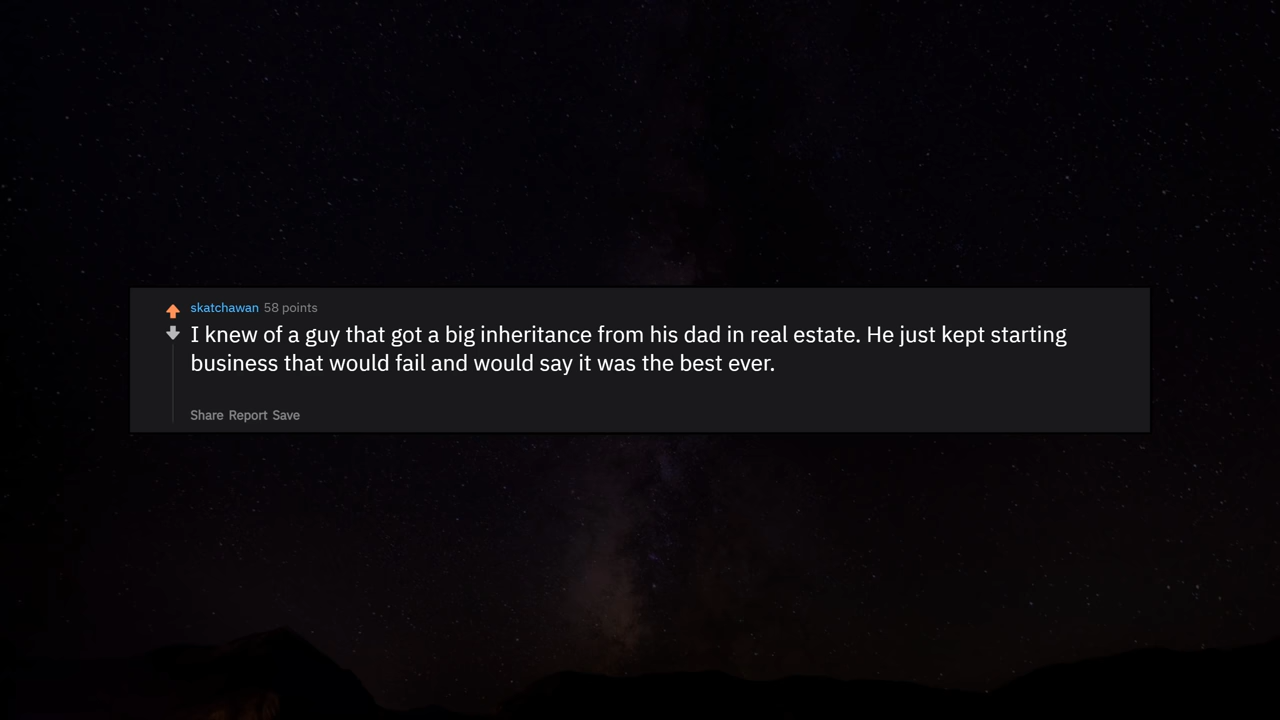 skatchawan 58 points
I knew of a guy that got a big inheritance from his dad in real estate. He just kept starting
business that would fail and would say it was the best ever.
Share Report Save